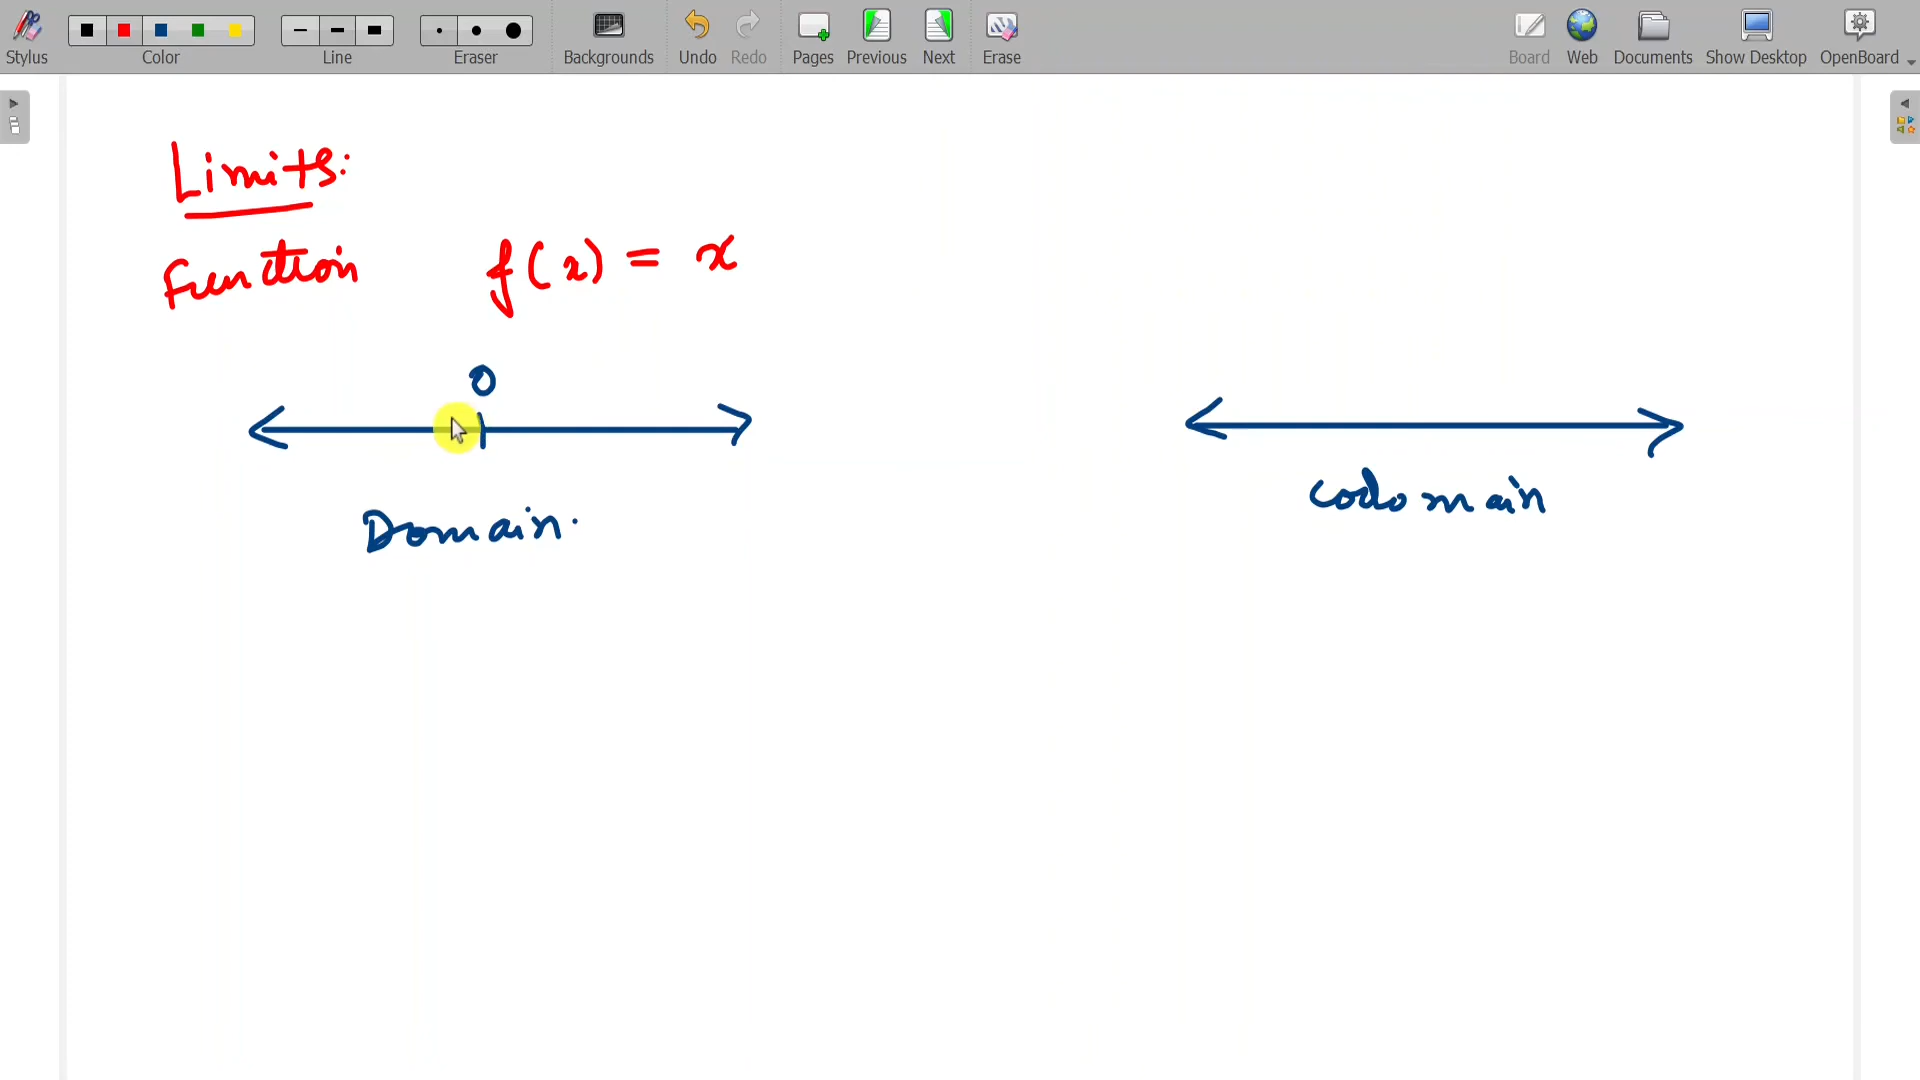 Stylus Color Line Eraser Backgrounds Undo Redo Pages Previous Next Erase Board Web Documents Show Desktop OpenBoard
Limits:
Function f(x) = x
0
Domain.
codomain